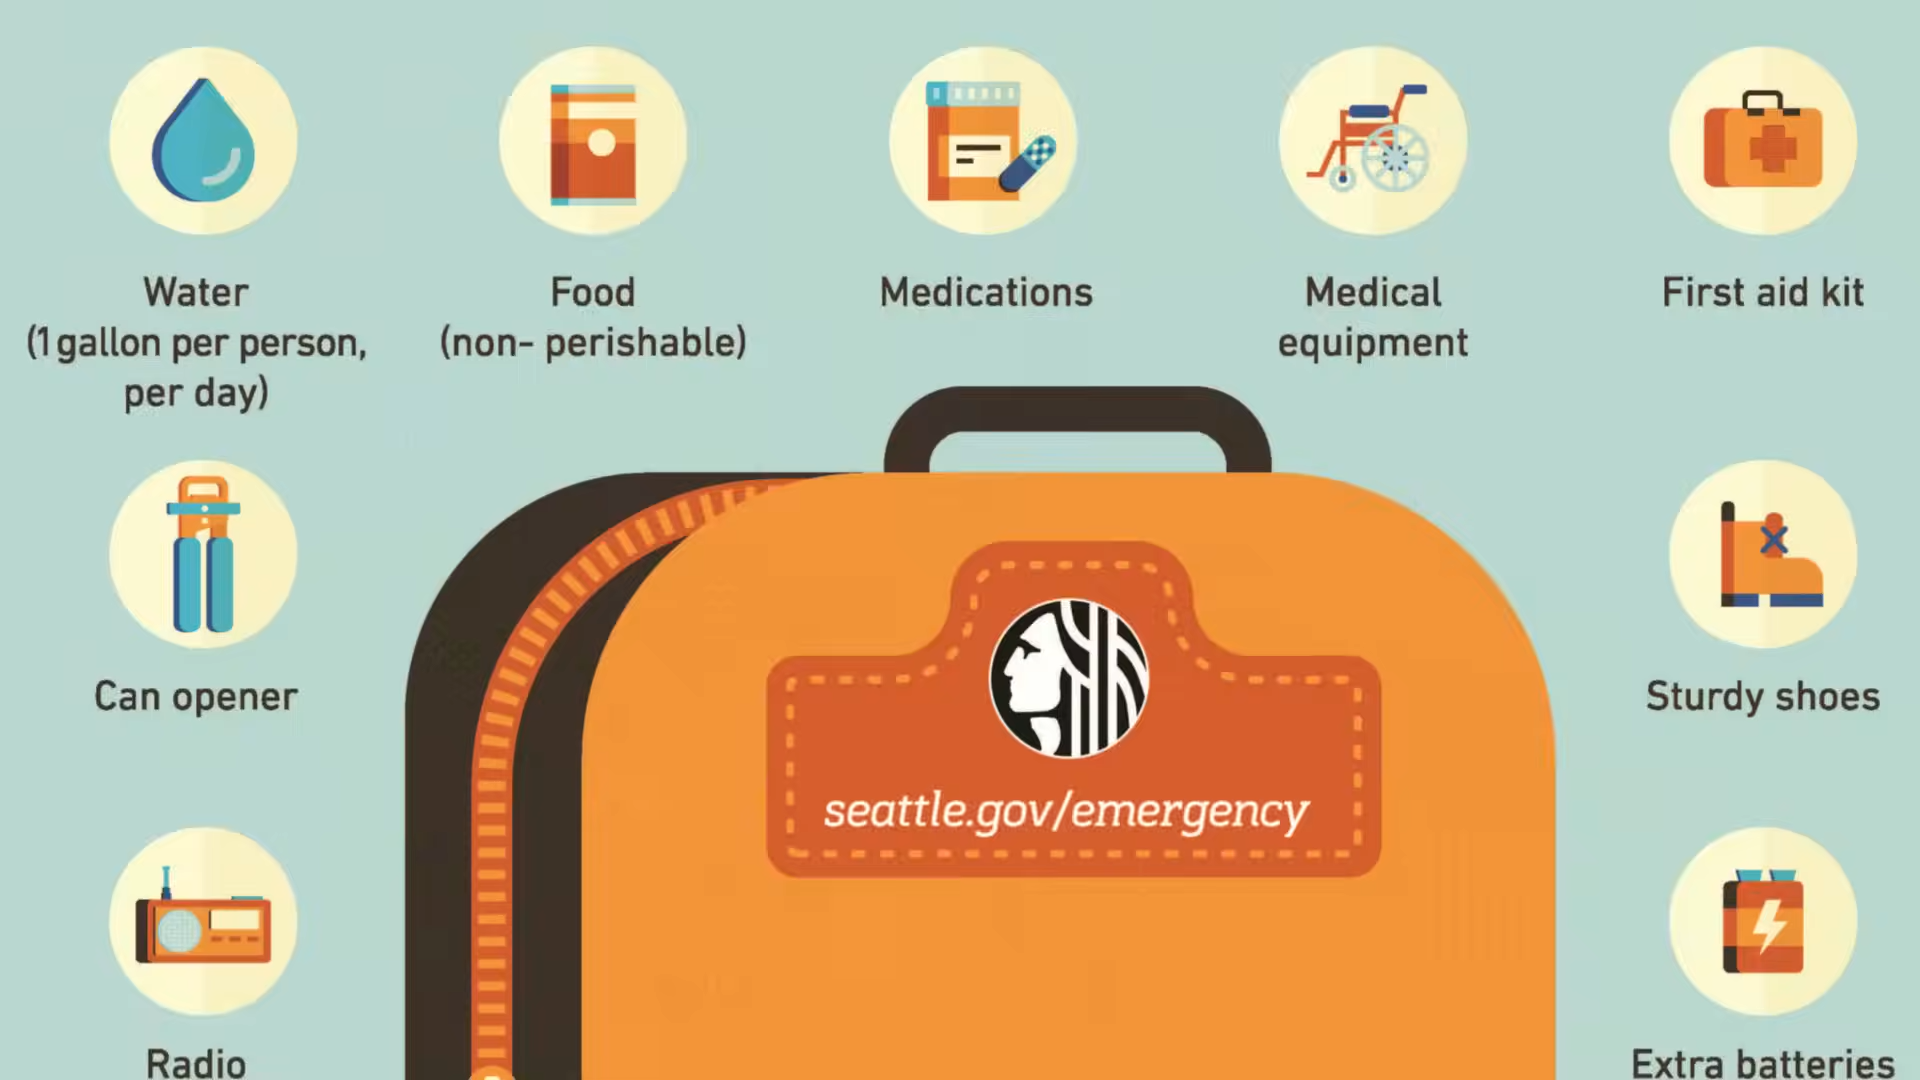 Water
(1 gallon per person,
per day)
Food
(non- perishable)
Medications
Medical
equipment
First aid kit
Can opener
Sturdy shoes
seattle.gov/emergency
Radio
Extra batteries